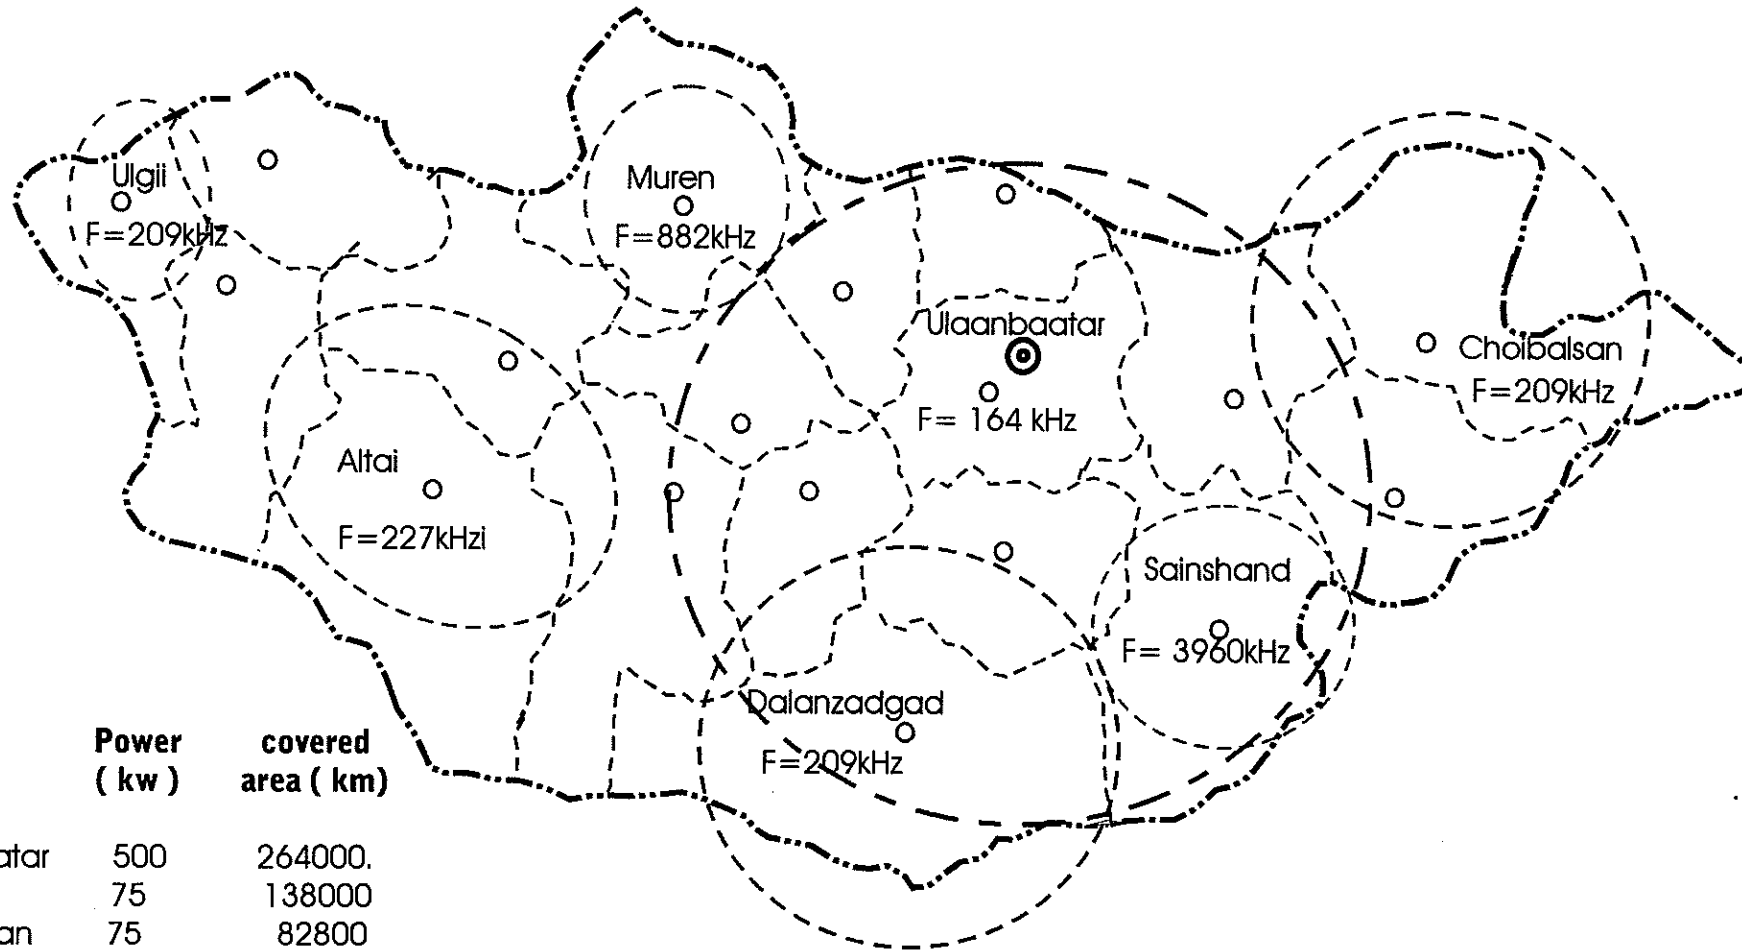 Ulgii
F=209kHz
Muren
F=882kHz
Ulaanbaatar
F= 164 kHz
Choibalsan
F=209kHz
Altai
F=227kHzi
Sainshand
F= 3960kHz
Dalanzadgad
F=209kHz
Power covered
( kw ) area ( km)
atar 500 264000.
75 138000
an 75 82800